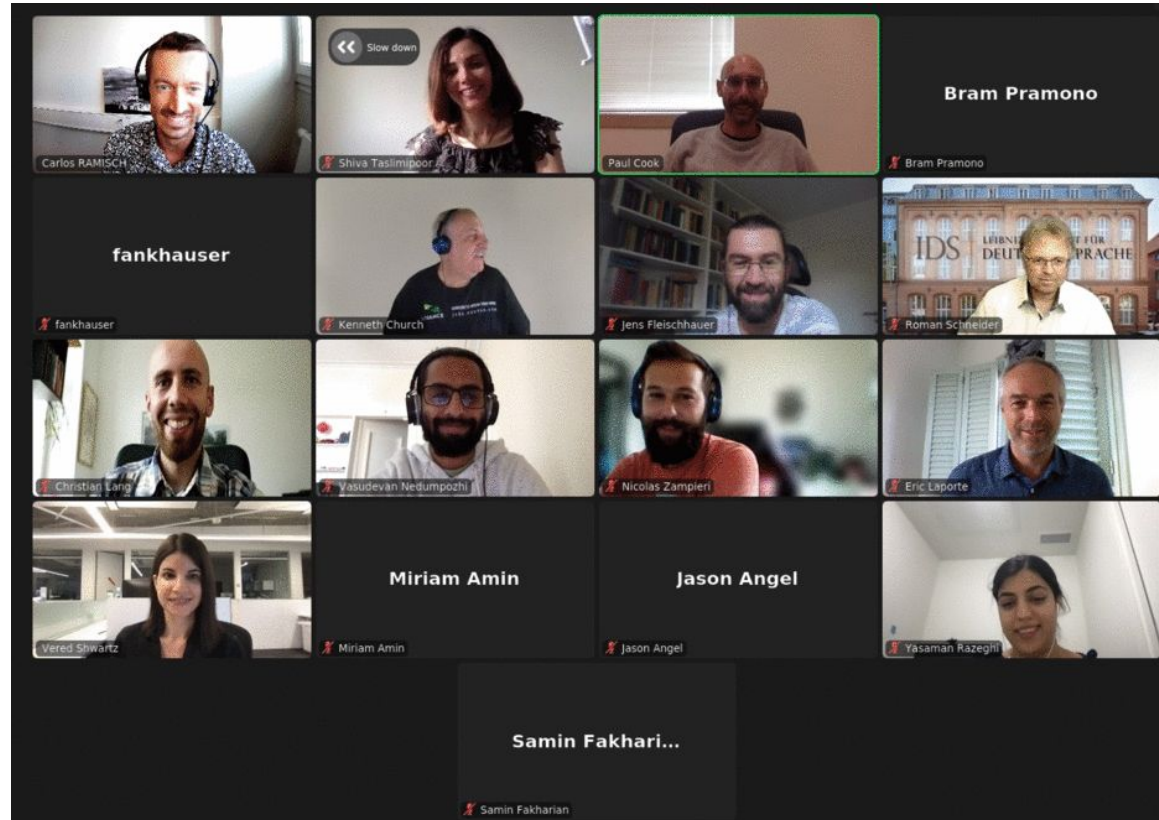 Slow down
Bram Pramono
Carlos RAMISCH
Shiva Taslimipoor
Paul Cook
Bram Pramono
fankhauser
IDS
DEUT
PRACHE
fankhauser
Kenneth Church
Jens Fleischhauer
Roman Schneider
Christian Lang
Vasudevan Nedumpozhi
Nicolas Zampieri
Eric Laporte
Miriam Amin
Jason Angel
Vered Shwartz
Miriam Amin
Jason Angel
Yasaman Razeghi
Samin Fakhari...
Samin Fakharian